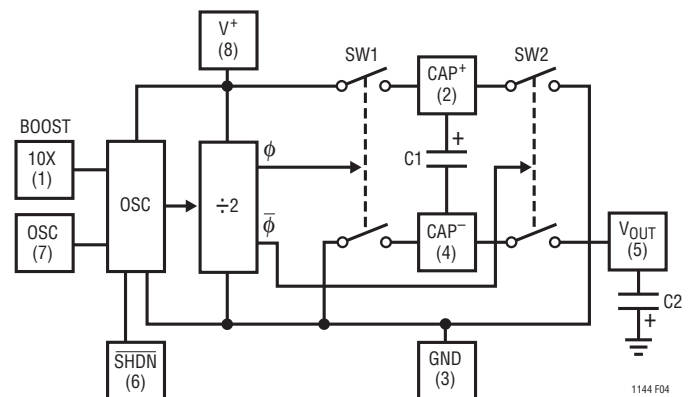 V+
(8)
SW1
SW2
CAP+
(2)
BOOST
10X
(1)
OSC
÷2
ϕ
+
C1
OSC
(7)
ϕ̅
CAP−
(4)
VOUT
(5)
C2
+
S̅H̅D̅N̅
(6)
GND
(3)
1144 F04